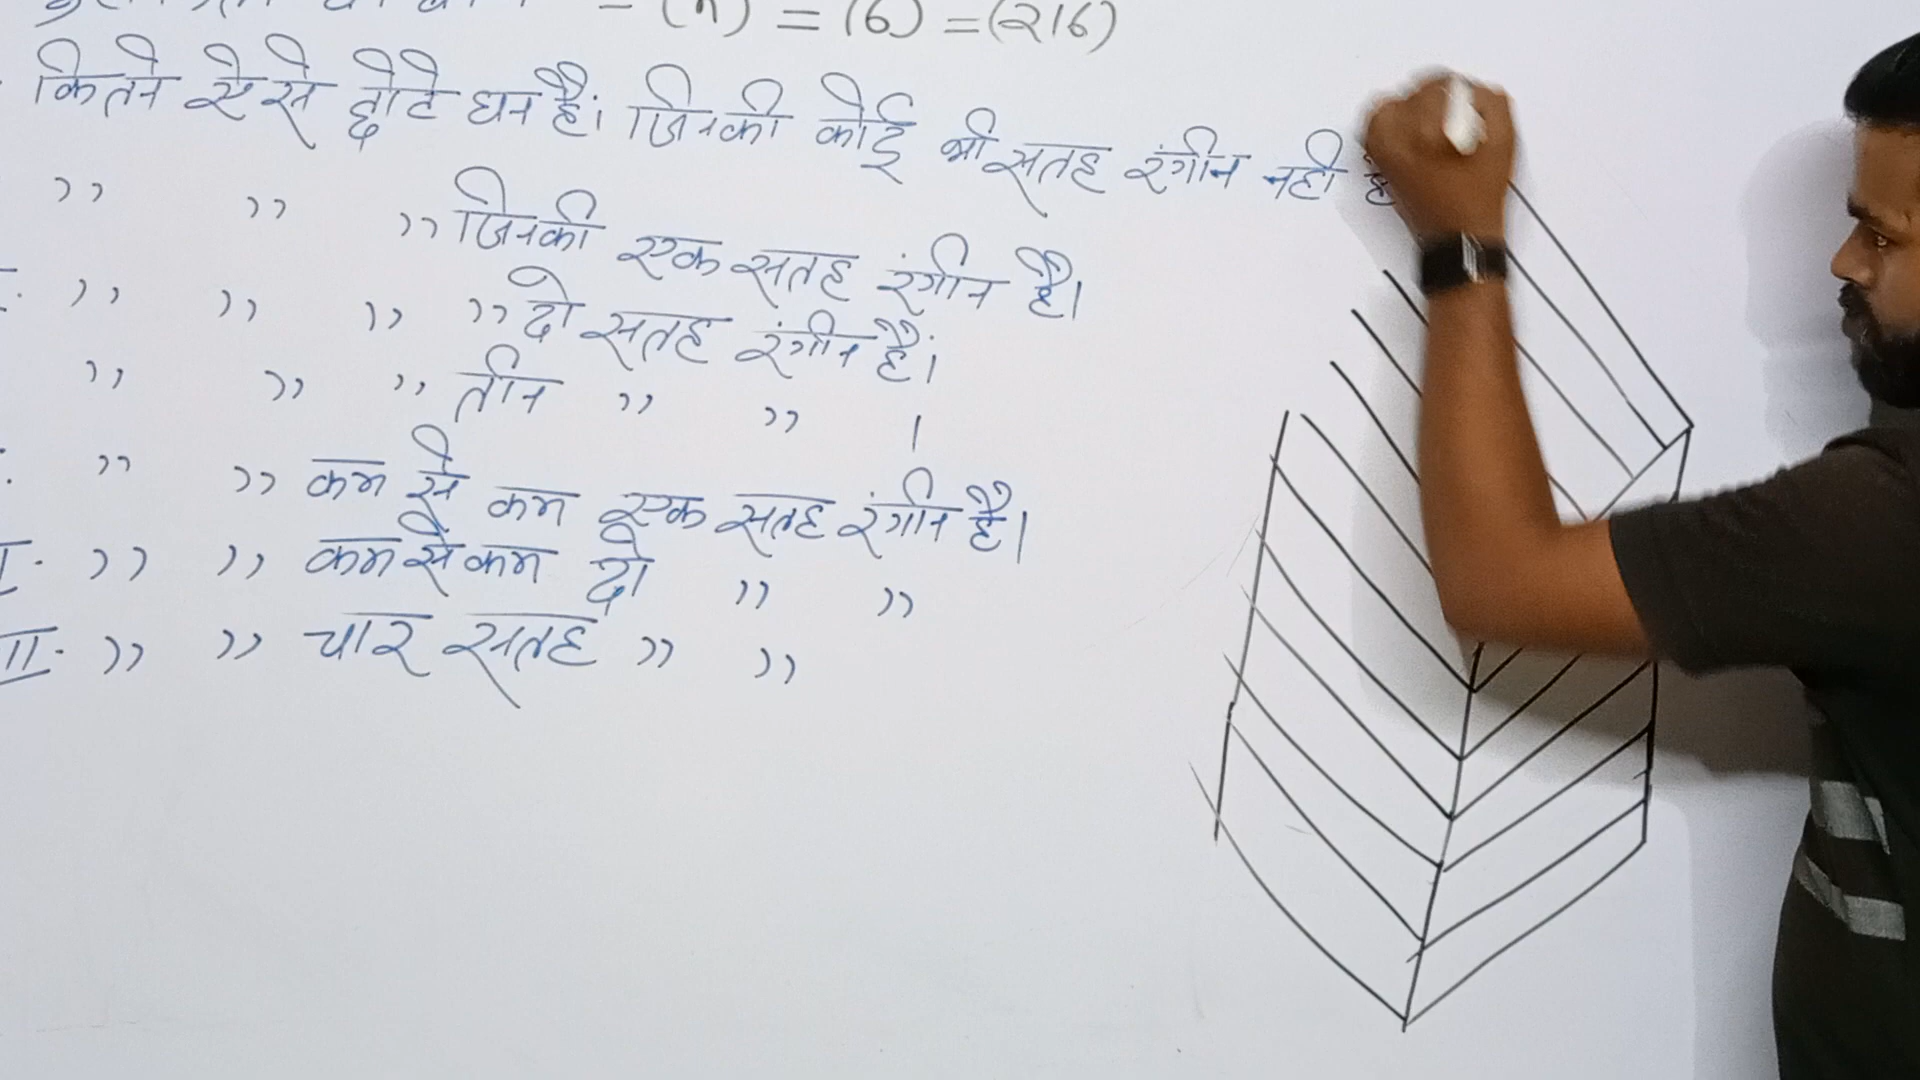 = (n) = (6) = (216)
कितने ऐसे छोटे घन हैं। जिनकी कोई भी सतह रंगीन नही है
,, ,, ,, जिनकी एक सतह रंगीन है।
,, ,, ,, ,, दो सतह रंगीन हैं।
,, ,, ,, तीन ,, ,, ।
,, ,, कम से कम एक सतह रंगीन है।
,, ,, कम से कम दो ,, ,,
III. ,, ,, चार सतह ,, ,,